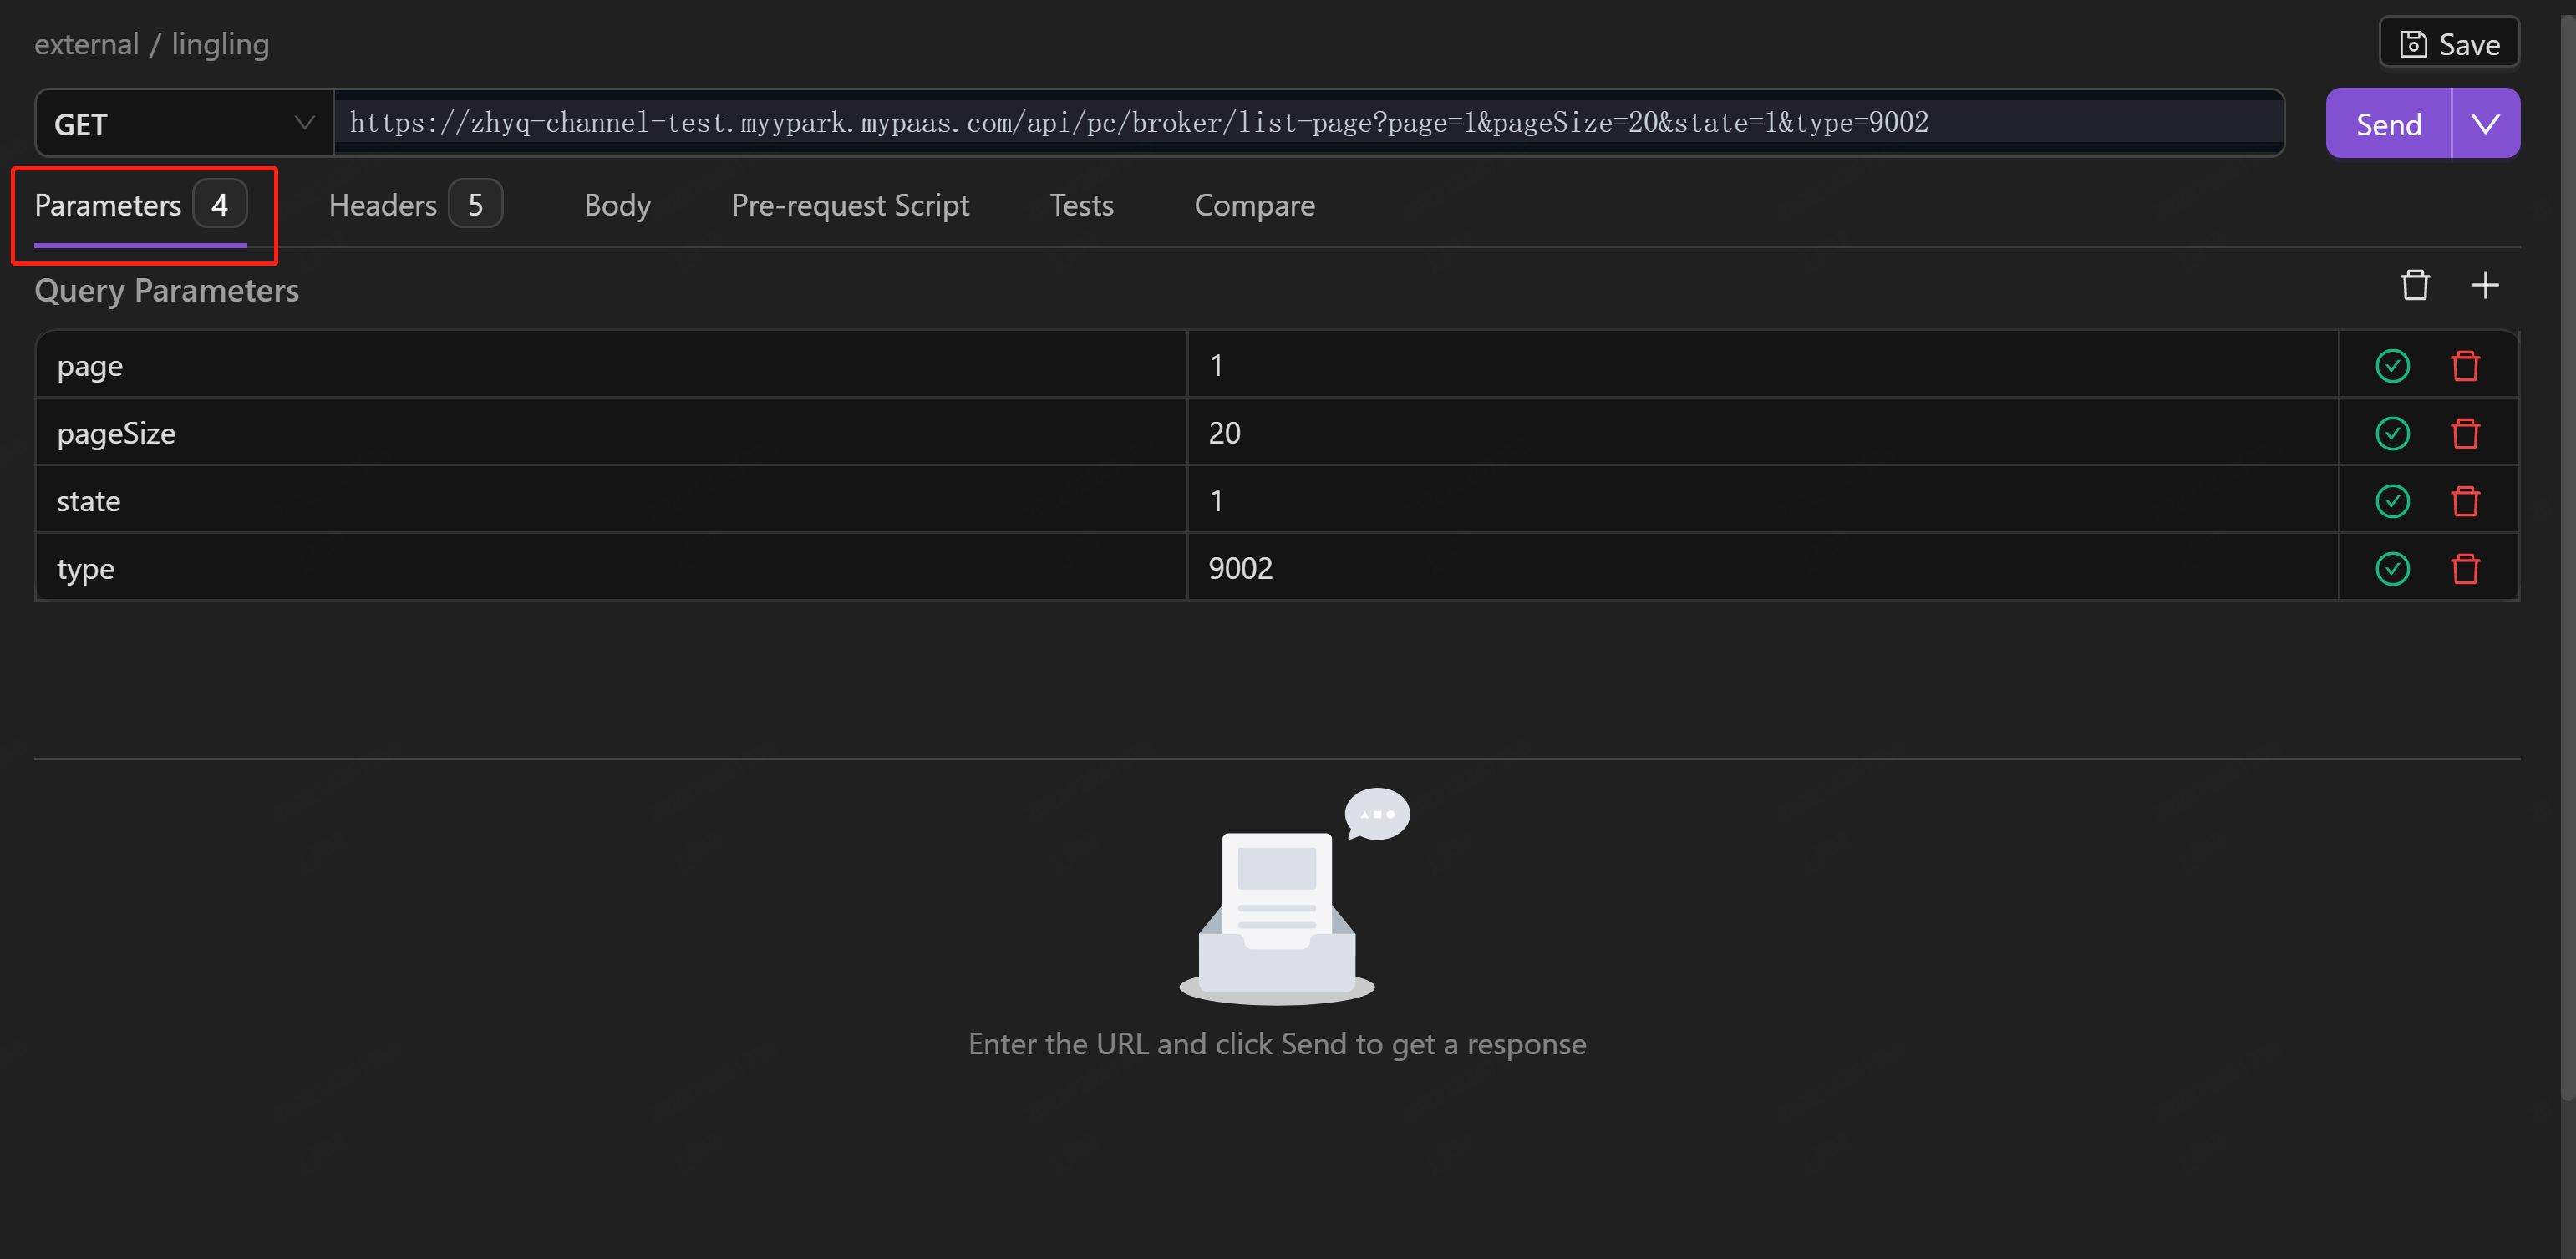 external / lingling
Save
GET
https://zhyq-channel-test.myypark.mypaas.com/api/pc/broker/list-page?page=1&pageSize=20&state=1&type=9002
Send
Parameters 4
Headers 5
Body
Pre-request Script
Tests
Compare
Query Parameters
page 1
pageSize 20
state 1
type 9002
Enter the URL and click Send to get a response